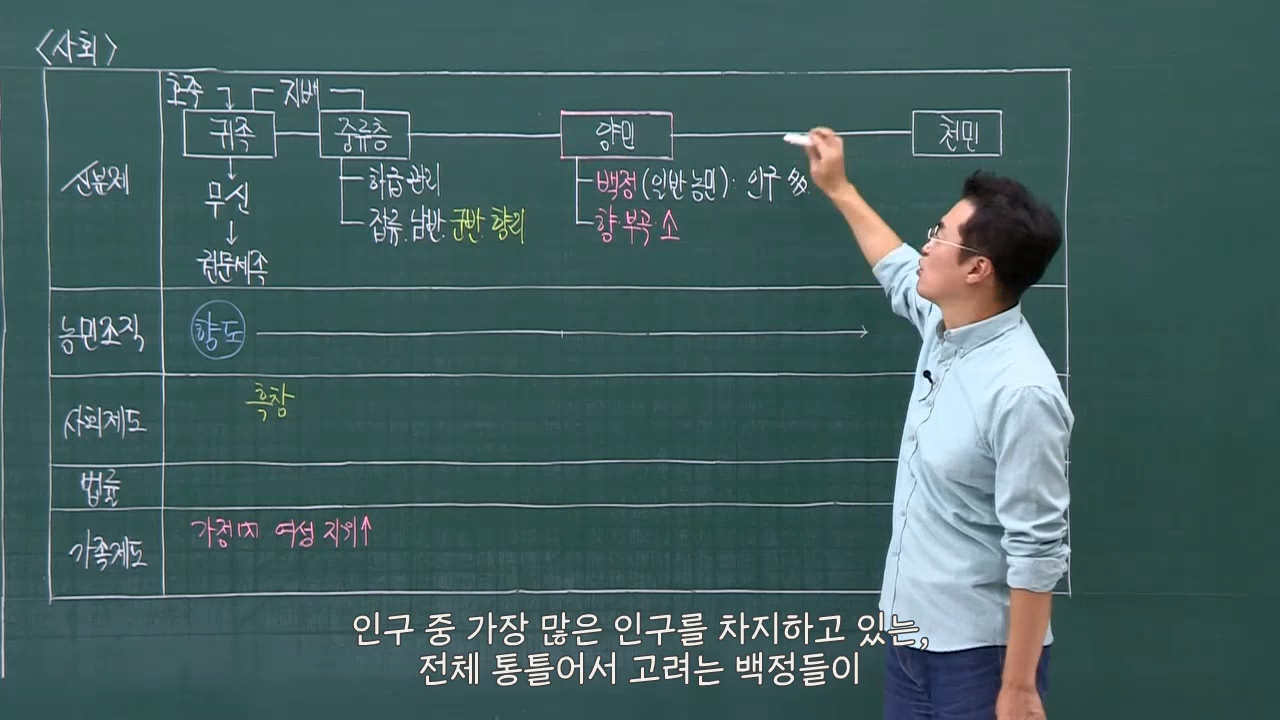 <사회>
호족 지배
신분제 귀족 중류층 양민 천민
무신 하급 관리 백정 (일반 농민): 인구 多
잡류. 남반. 군반. 향리 향·부곡·소
권문세족
농민조직 향도
사회제도 흑창
법률
가족제도 가정내 여성 지위↑
인구 중 가장 많은 인구를 차지하고 있는,
전체 통틀어서 고려는 백정들이